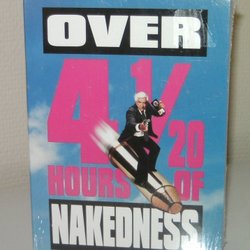 OVER
4 1/20
HOURS OF
NAKEDNESS